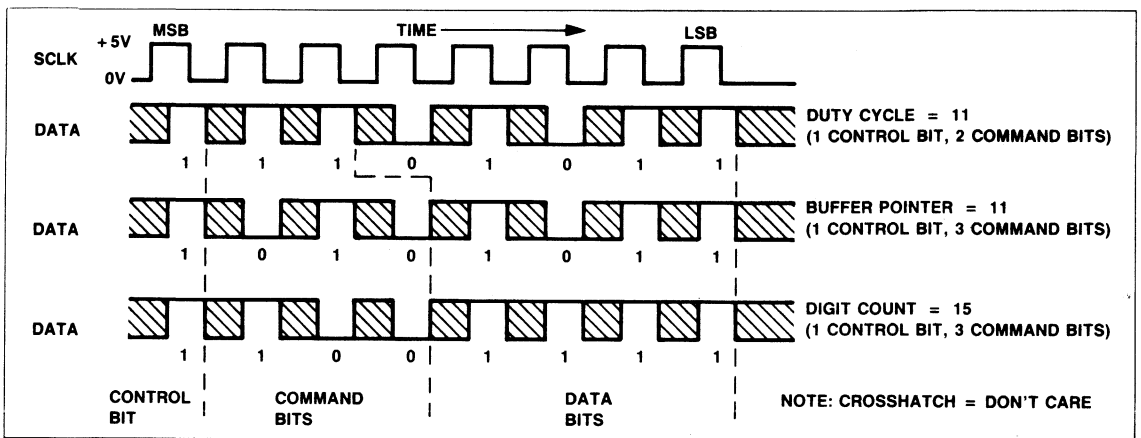 MSB TIME LSB
+5V
SCLK
0V
DATA DUTY CYCLE = 11
(1 CONTROL BIT, 2 COMMAND BITS)
1 1 1 0 1 0 1 1
DATA BUFFER POINTER = 11
(1 CONTROL BIT, 3 COMMAND BITS)
1 0 1 0 1 0 1 1
DATA DIGIT COUNT = 15
(1 CONTROL BIT, 3 COMMAND BITS)
1 1 0 0 1 1 1 1
CONTROL
BIT
COMMAND
BITS
DATA
BITS
NOTE: CROSSHATCH = DON'T CARE